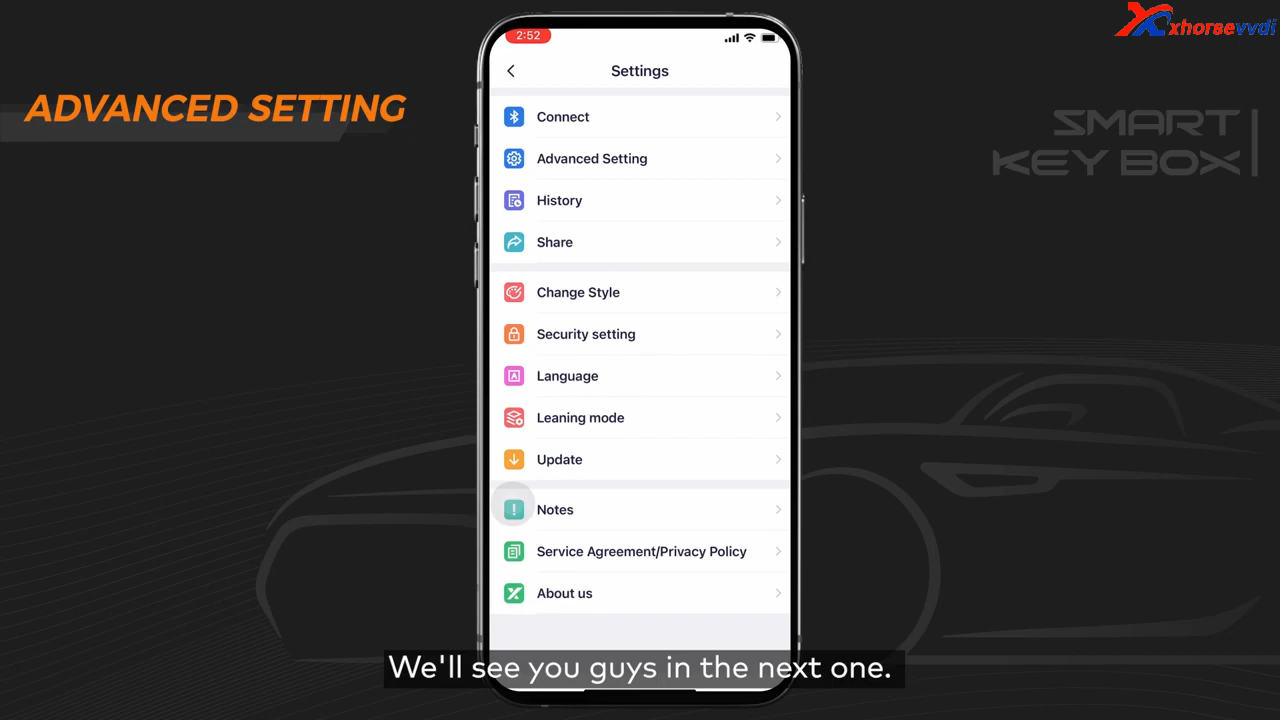 xhorsevvdi
ADVANCED SETTING
SMART
KEY BOX
2:52
Settings
Connect
Advanced Setting
History
Share
Change Style
Security setting
Language
Leaning mode
Update
Notes
Service Agreement/Privacy Policy
About us
We'll see you guys in the next one.